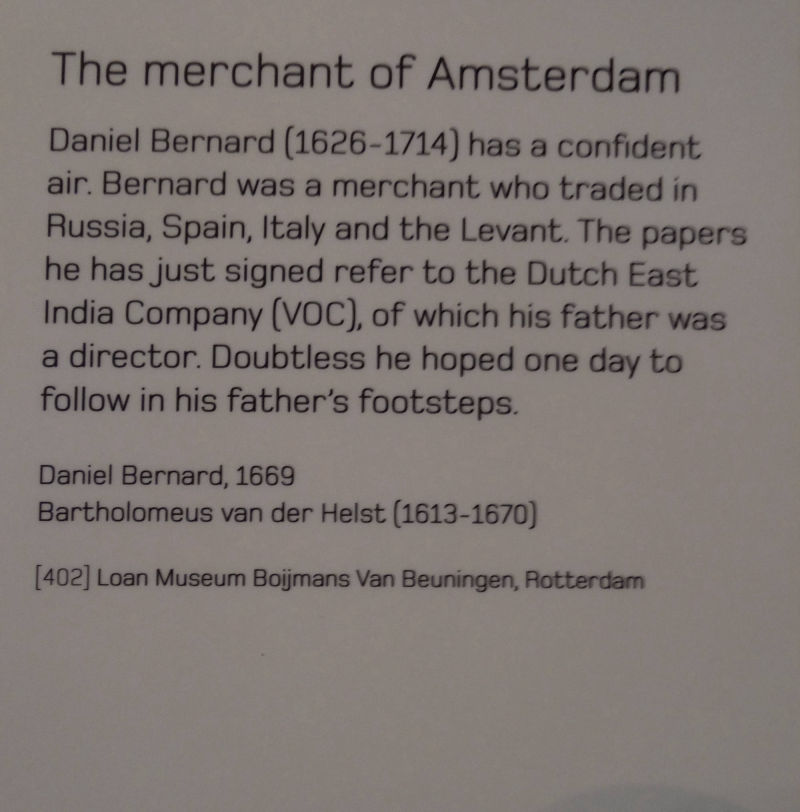 The merchant of Amsterdam
Daniel Bernard (1626-1714) has a confident
air. Bernard was a merchant who traded in
Russia, Spain, Italy and the Levant. The papers
he has just signed refer to the Dutch East
India Company (VOC), of which his father was
a director. Doubtless he hoped one day to
follow in his father's footsteps.
Daniel Bernard, 1669
Bartholomeus van der Helst (1613-1670)
[402] Loan Museum Boijmans Van Beuningen, Rotterdam